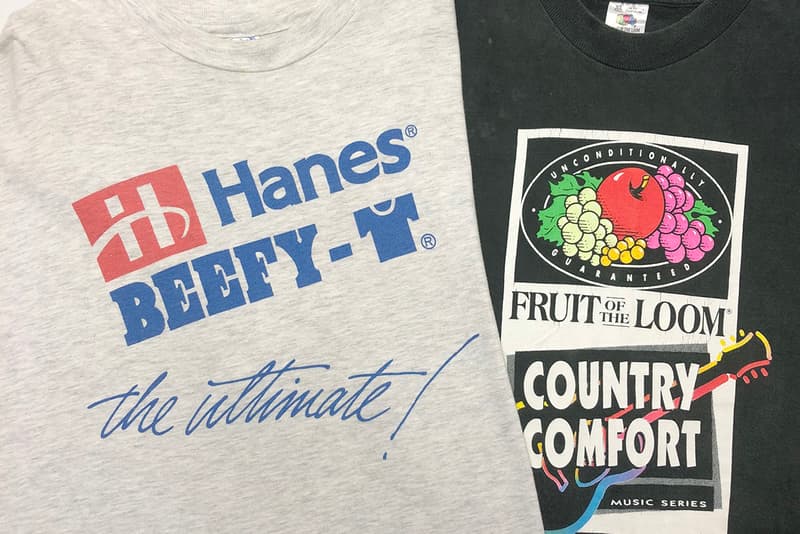 Hanes®
BEEFY-T®
the ultimate!
UNCONDITIONALLY
GUARANTEED
FRUIT OF THE LOOM®
COUNTRY
COMFORT
MUSIC SERIES